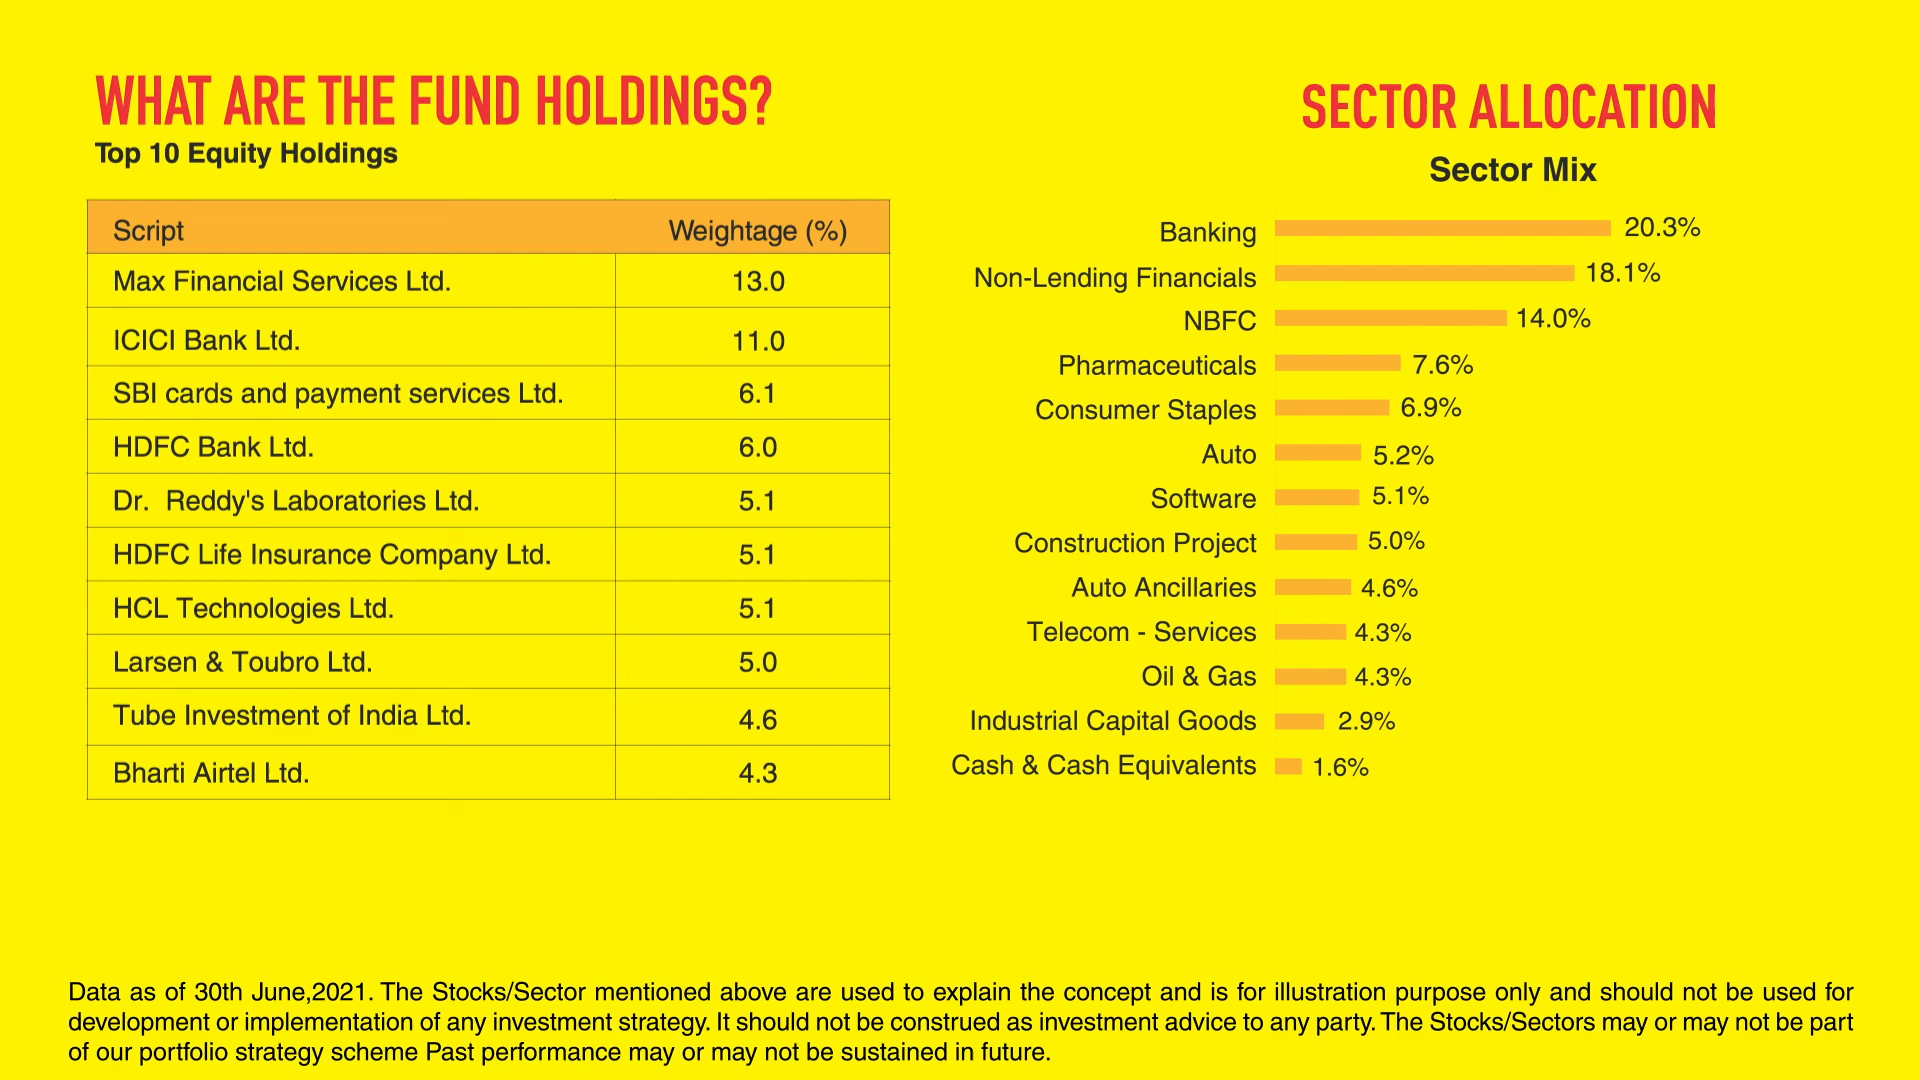 WHAT ARE THE FUND HOLDINGS?
Top 10 Equity Holdings
Script Weightage (%)
Max Financial Services Ltd. 13.0
ICICI Bank Ltd. 11.0
SBI cards and payment services Ltd. 6.1
HDFC Bank Ltd. 6.0
Dr. Reddy's Laboratories Ltd. 5.1
HDFC Life Insurance Company Ltd. 5.1
HCL Technologies Ltd. 5.1
Larsen & Toubro Ltd. 5.0
Tube Investment of India Ltd. 4.6
Bharti Airtel Ltd. 4.3
SECTOR ALLOCATION
Sector Mix
Banking 20.3%
Non-Lending Financials 18.1%
NBFC 14.0%
Pharmaceuticals 7.6%
Consumer Staples 6.9%
Auto 5.2%
Software 5.1%
Construction Project 5.0%
Auto Ancillaries 4.6%
Telecom - Services 4.3%
Oil & Gas 4.3%
Industrial Capital Goods 2.9%
Cash & Cash Equivalents 1.6%
Data as of 30th June,2021. The Stocks/Sector mentioned above are used to explain the concept and is for illustration purpose only and should not be used for
development or implementation of any investment strategy. It should not be construed as investment advice to any party. The Stocks/Sectors may or may not be part
of our portfolio strategy scheme Past performance may or may not be sustained in future.